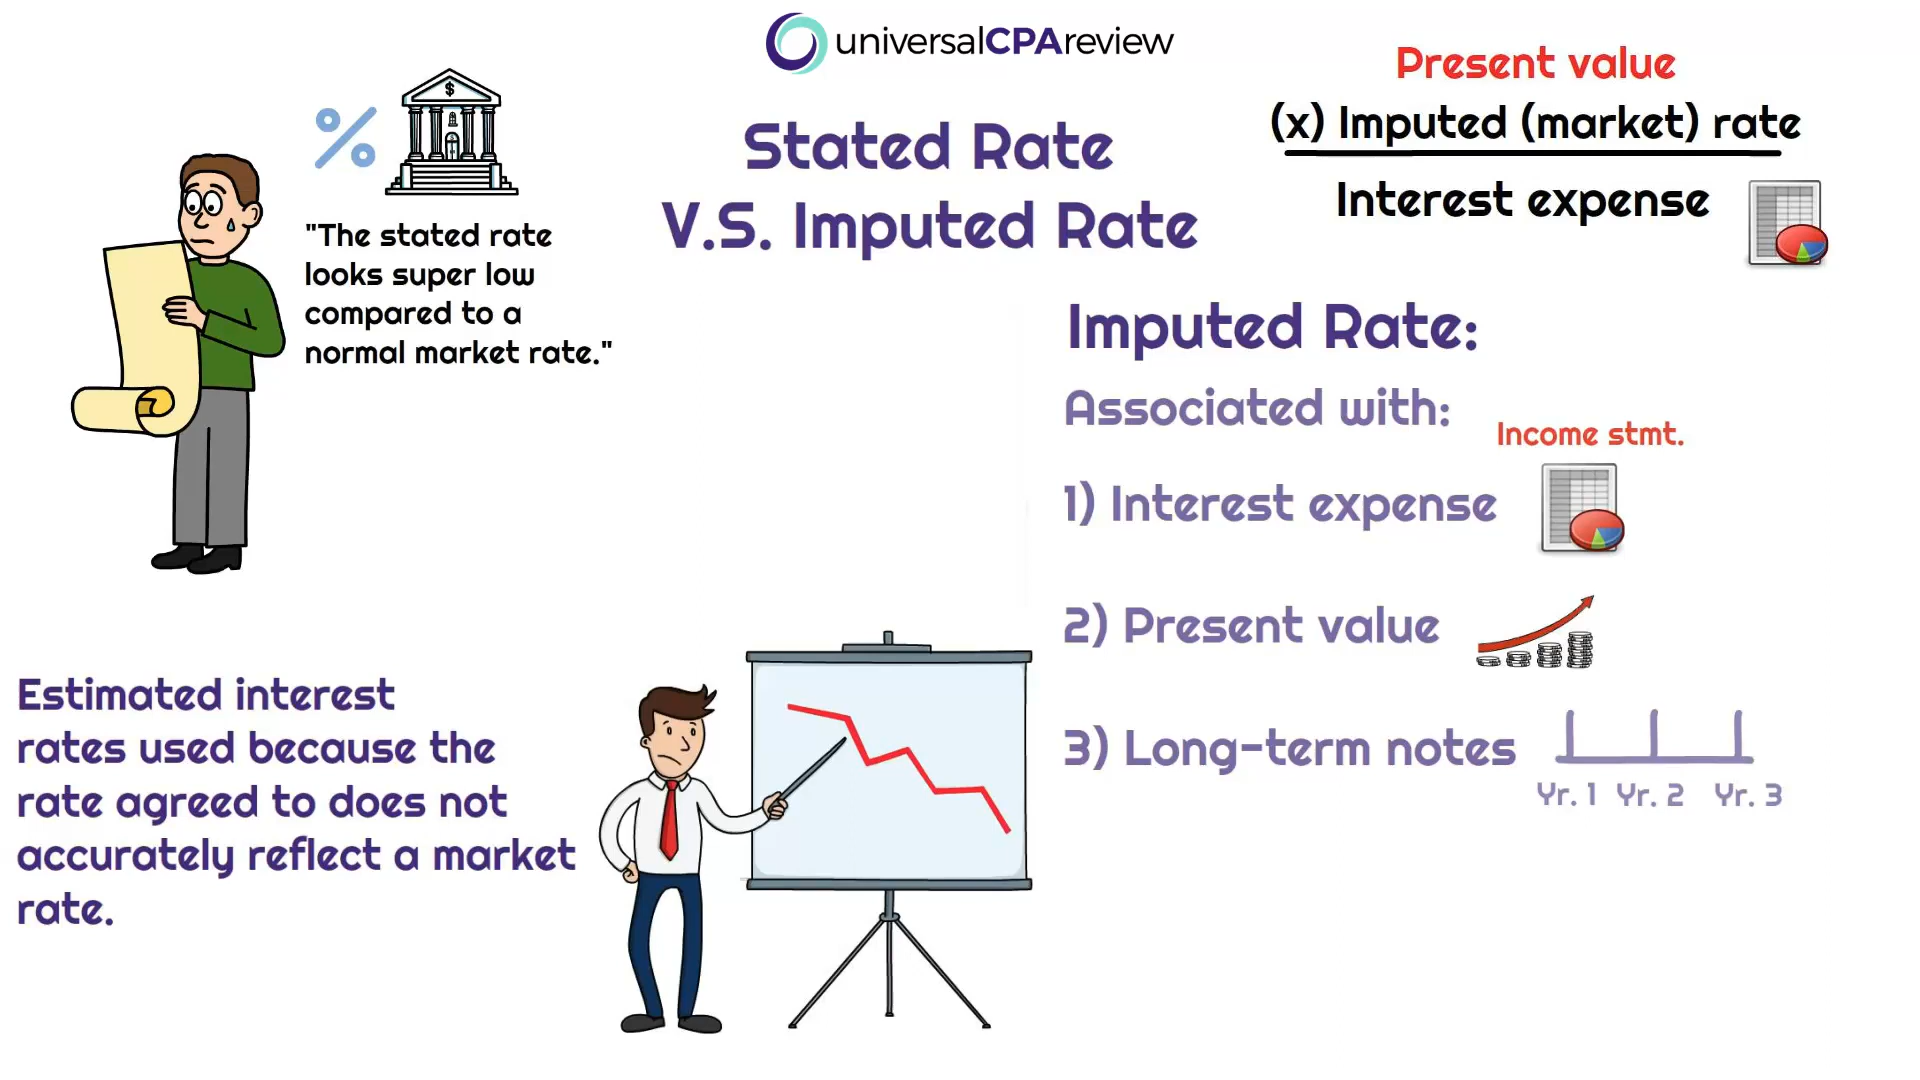 universalCPAreview
Stated Rate
V.S. Imputed Rate
%
$
"The stated rate
looks super low
compared to a
normal market rate."
Present value
(x) Imputed (market) rate
Interest expense
Imputed Rate:
Associated with:
Income stmt.
1) Interest expense
2) Present value
3) Long-term notes
Yr. 1 Yr. 2 Yr. 3
Estimated interest
rates used because the
rate agreed to does not
accurately reflect a market
rate.